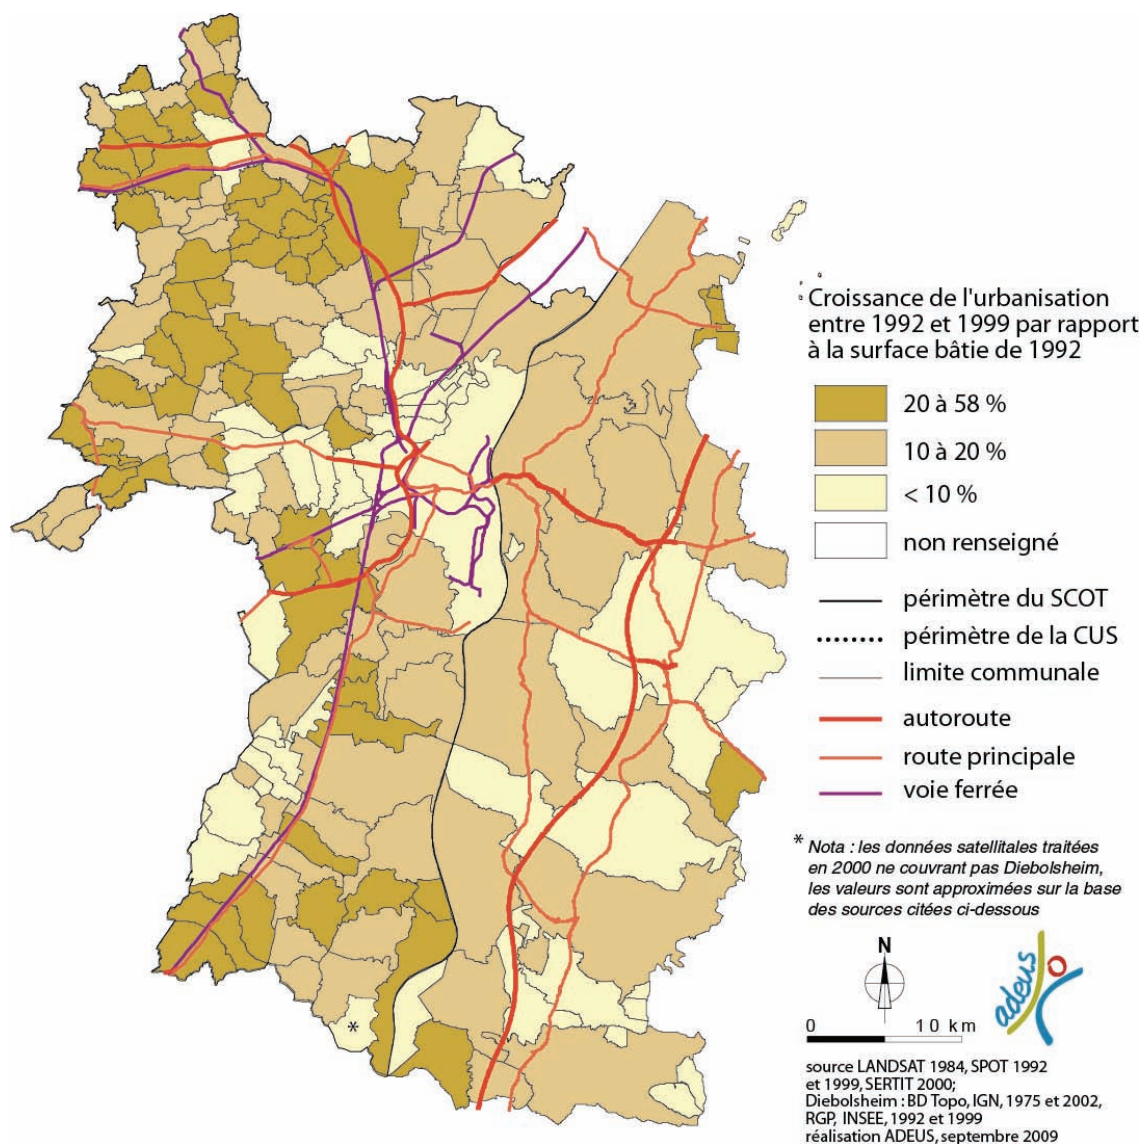 Croissance de l'urbanisation
entre 1992 et 1999 par rapport
à la surface bâtie de 1992
20 à 58 %
10 à 20 %
< 10 %
non renseigné
périmètre du SCOT
périmètre de la CUS
limite communale
autoroute
route principale
voie ferrée
* Nota : les données satellitales traitées
en 2000 ne couvrant pas Diebolsheim,
les valeurs sont approximées sur la base
des sources citées ci-dessous
N
adeus
0 10 km
source LANDSAT 1984, SPOT 1992
et 1999, SERTIT 2000;
Diebolsheim : BD Topo, IGN, 1975 et 2002,
RGP, INSEE, 1992 et 1999
réalisation ADEUS, septembre 2009
*